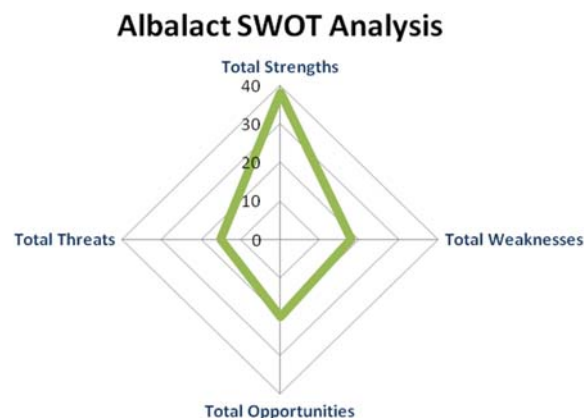 Albalact SWOT Analysis
Total Strengths
40
30
20
10
0
Total Threats
Total Weaknesses
Total Opportunities